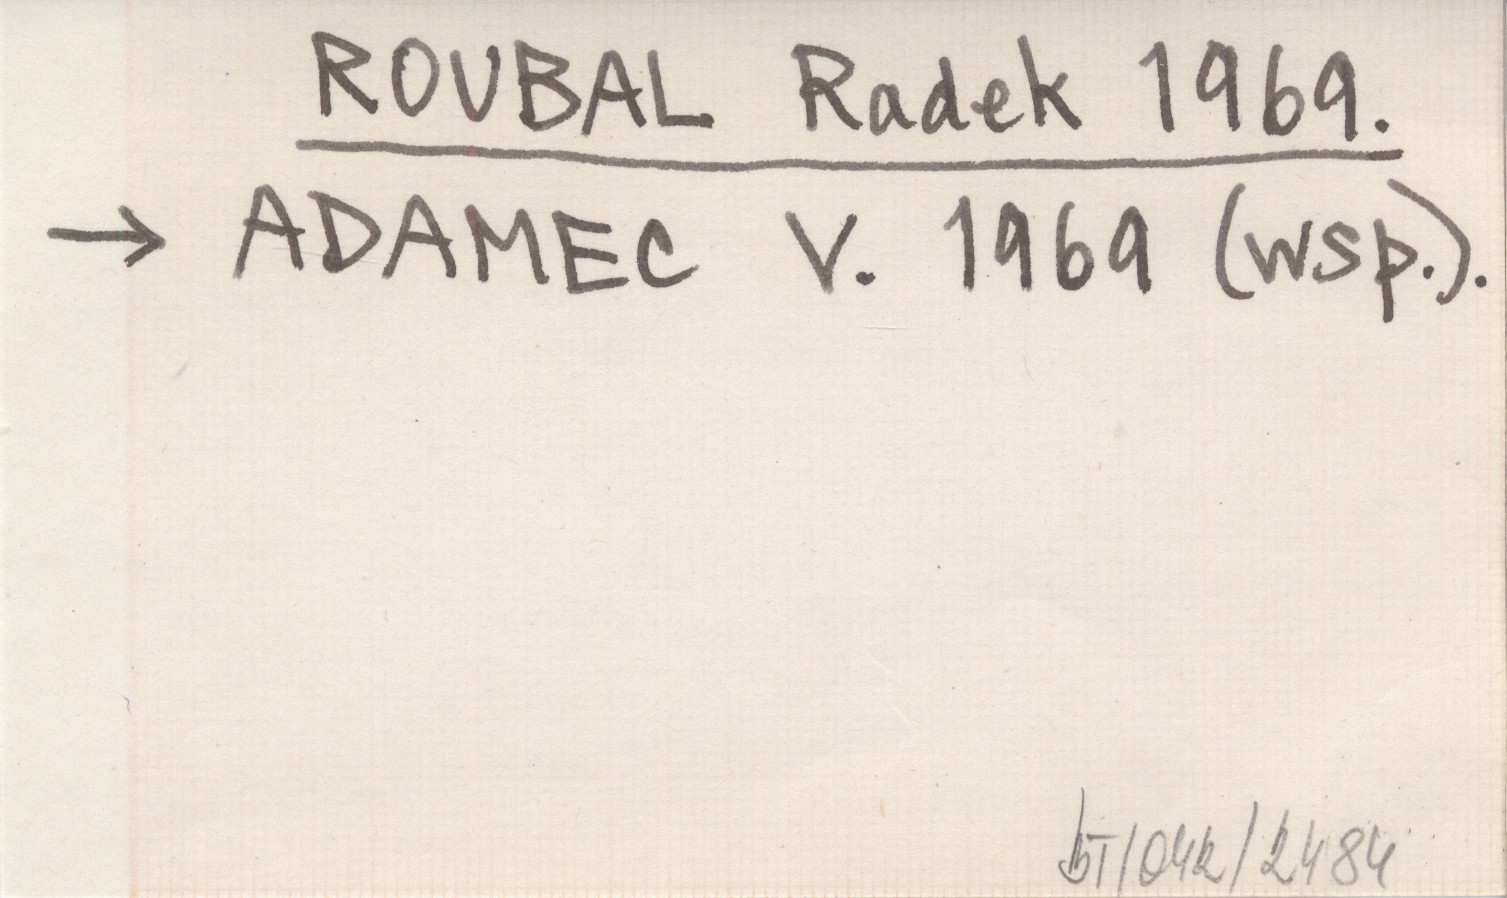 ROUBAL Radek 1969.
→ ADAMEC V. 1969 (wsp.).
bT/042/2484